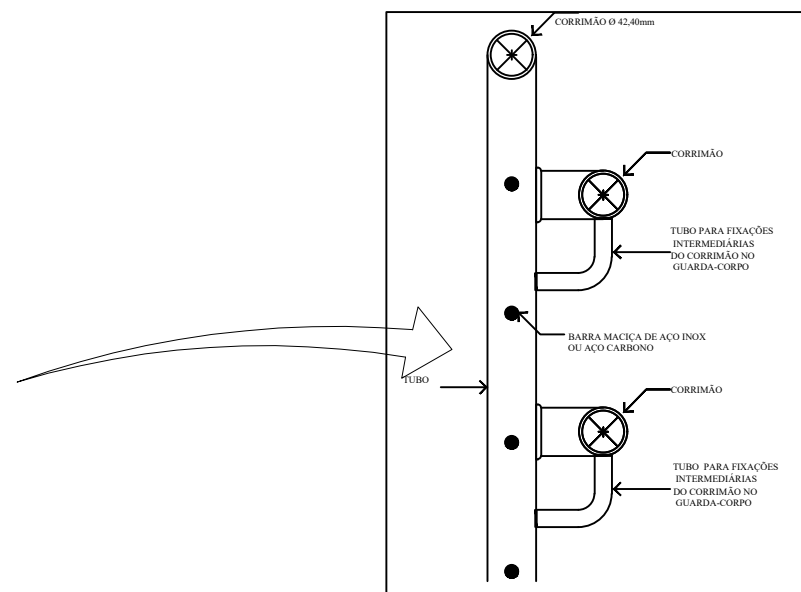 CORRIMÃO Ø 42,40mm
CORRIMÃO
TUBO PARA FIXAÇÕES
INTERMEDIÁRIAS
DO CORRIMÃO NO
GUARDA-CORPO
BARRA MACIÇA DE AÇO INOX
OU AÇO CARBONO
TUBO
CORRIMÃO
TUBO PARA FIXAÇÕES
INTERMEDIÁRIAS
DO CORRIMÃO NO
GUARDA-CORPO